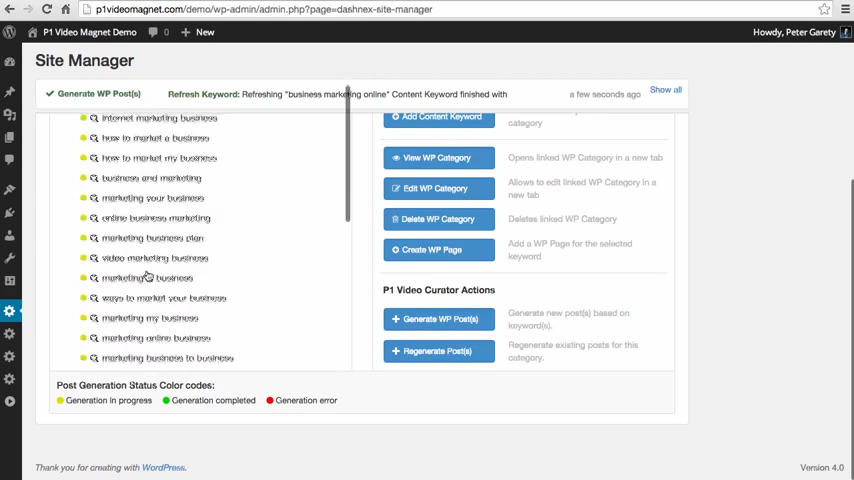 p1videomagnet.com/demo/wp-admin/admin.php?page=dashnex-site-manager
P1 Video Magnet Demo 0 New Howdy, Peter Garety
Site Manager
Generate WP Post(s) Refresh Keyword: Refreshing "business marketing online" Content Keyword finished with a few seconds ago Show all
internet marketing business
how to market a business
how to market my business
business and marketing
marketing your business
online business marketing
marketing business plan
video marketing business
marketing business
ways to market your business
marketing my business
marketing online business
marketing business to business
Add Content Keyword category
View WP Category Opens linked WP Category in a new tab
Edit WP Category Allows to edit linked WP Category in a
new tab
Delete WP Category Deletes linked WP Category
Create WP Page Add a WP Page for the selected
keyword
P1 Video Curator Actions
Generate WP Post(s) Generate new post(s) based on
keyword(s).
Regenerate Post(s) Regenerate existing posts for this
category.
Post Generation Status Color codes:
Generation in progress Generation completed Generation error
Thank you for creating with WordPress. Version 4.0